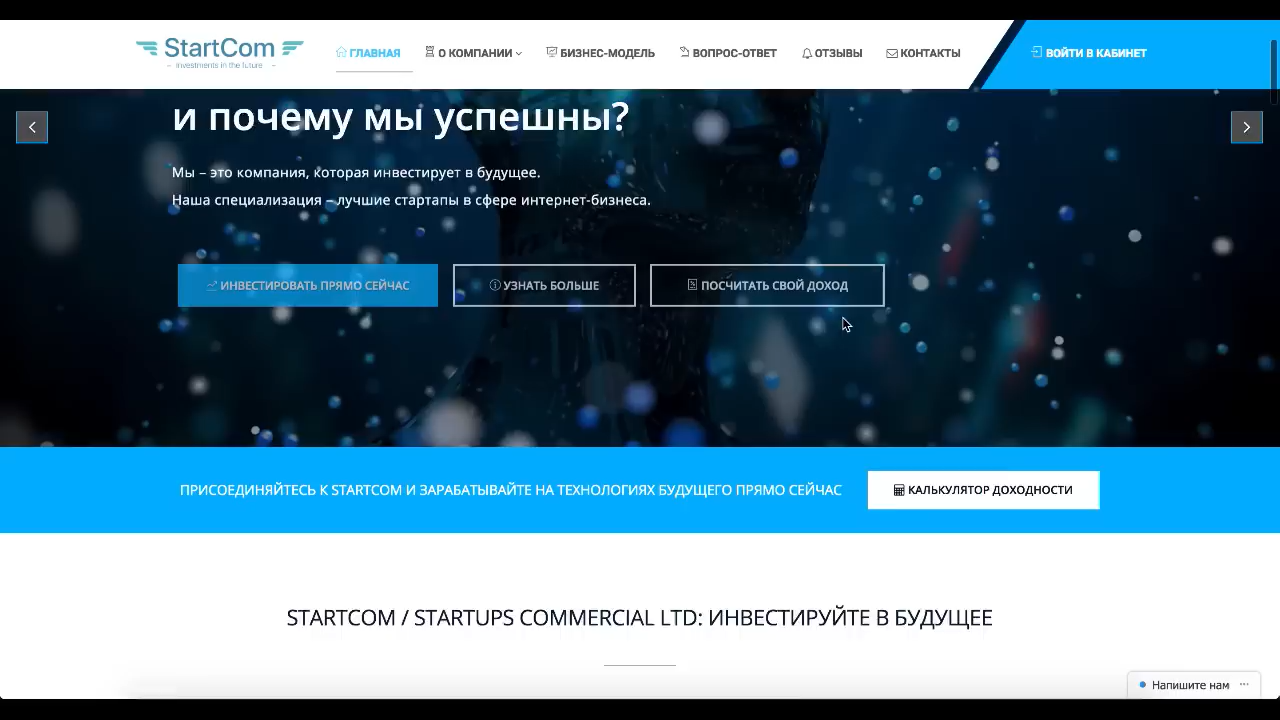 StartCom
Investments in the future
ГЛАВНАЯ
О КОМПАНИИ
БИЗНЕС-МОДЕЛЬ
ВОПРОС-ОТВЕТ
ОТЗЫВЫ
КОНТАКТЫ
ВОЙТИ В КАБИНЕТ
и почему мы успешны?
Мы – это компания, которая инвестирует в будущее.
Наша специализация – лучшие стартапы в сфере интернет-бизнеса.
ИНВЕСТИРОВАТЬ ПРЯМО СЕЙЧАС
УЗНАТЬ БОЛЬШЕ
ПОСЧИТАТЬ СВОЙ ДОХОД
ПРИСОЕДИНЯЙТЕСЬ К STARTCOM И ЗАРАБАТЫВАЙТЕ НА ТЕХНОЛОГИЯХ БУДУЩЕГО ПРЯМО СЕЙЧАС
КАЛЬКУЛЯТОР ДОХОДНОСТИ
STARTCOM / STARTUPS COMMERCIAL LTD: ИНВЕСТИРУЙТЕ В БУДУЩЕЕ
Напишите нам